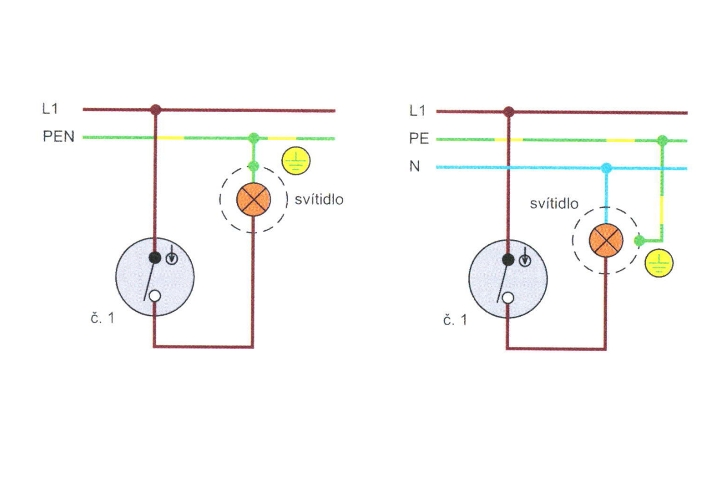 L1
PEN
svítidlo
č. 1
L1
PE
N
svítidlo
č. 1